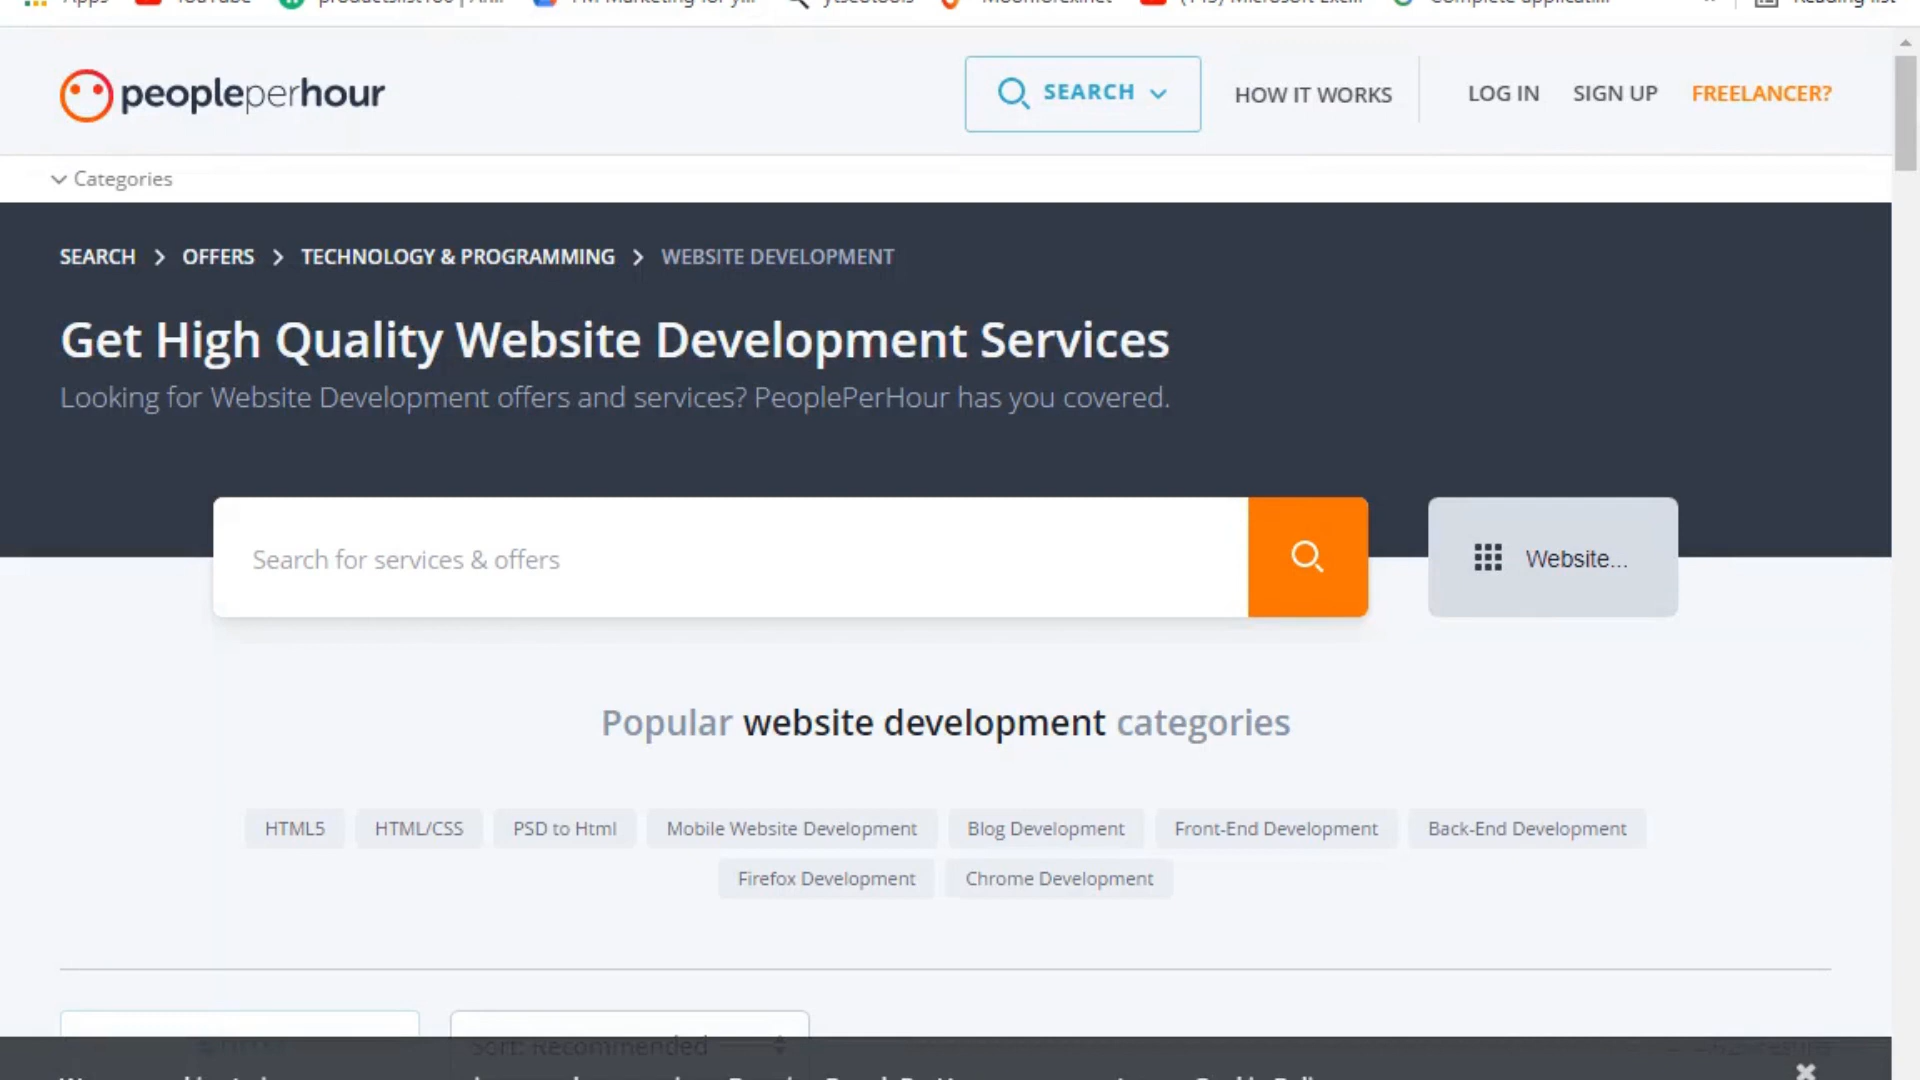 peopleperhour
SEARCH
HOW IT WORKS
LOG IN
SIGN UP
FREELANCER?
Categories
SEARCH > OFFERS > TECHNOLOGY & PROGRAMMING > WEBSITE DEVELOPMENT
Get High Quality Website Development Services
Looking for Website Development offers and services? PeoplePerHour has you covered.
Search for services & offers
Website...
Popular website development categories
HTML5 HTML/CSS PSD to Html Mobile Website Development Blog Development Front-End Development Back-End Development
Firefox Development Chrome Development
Sort: Recommended